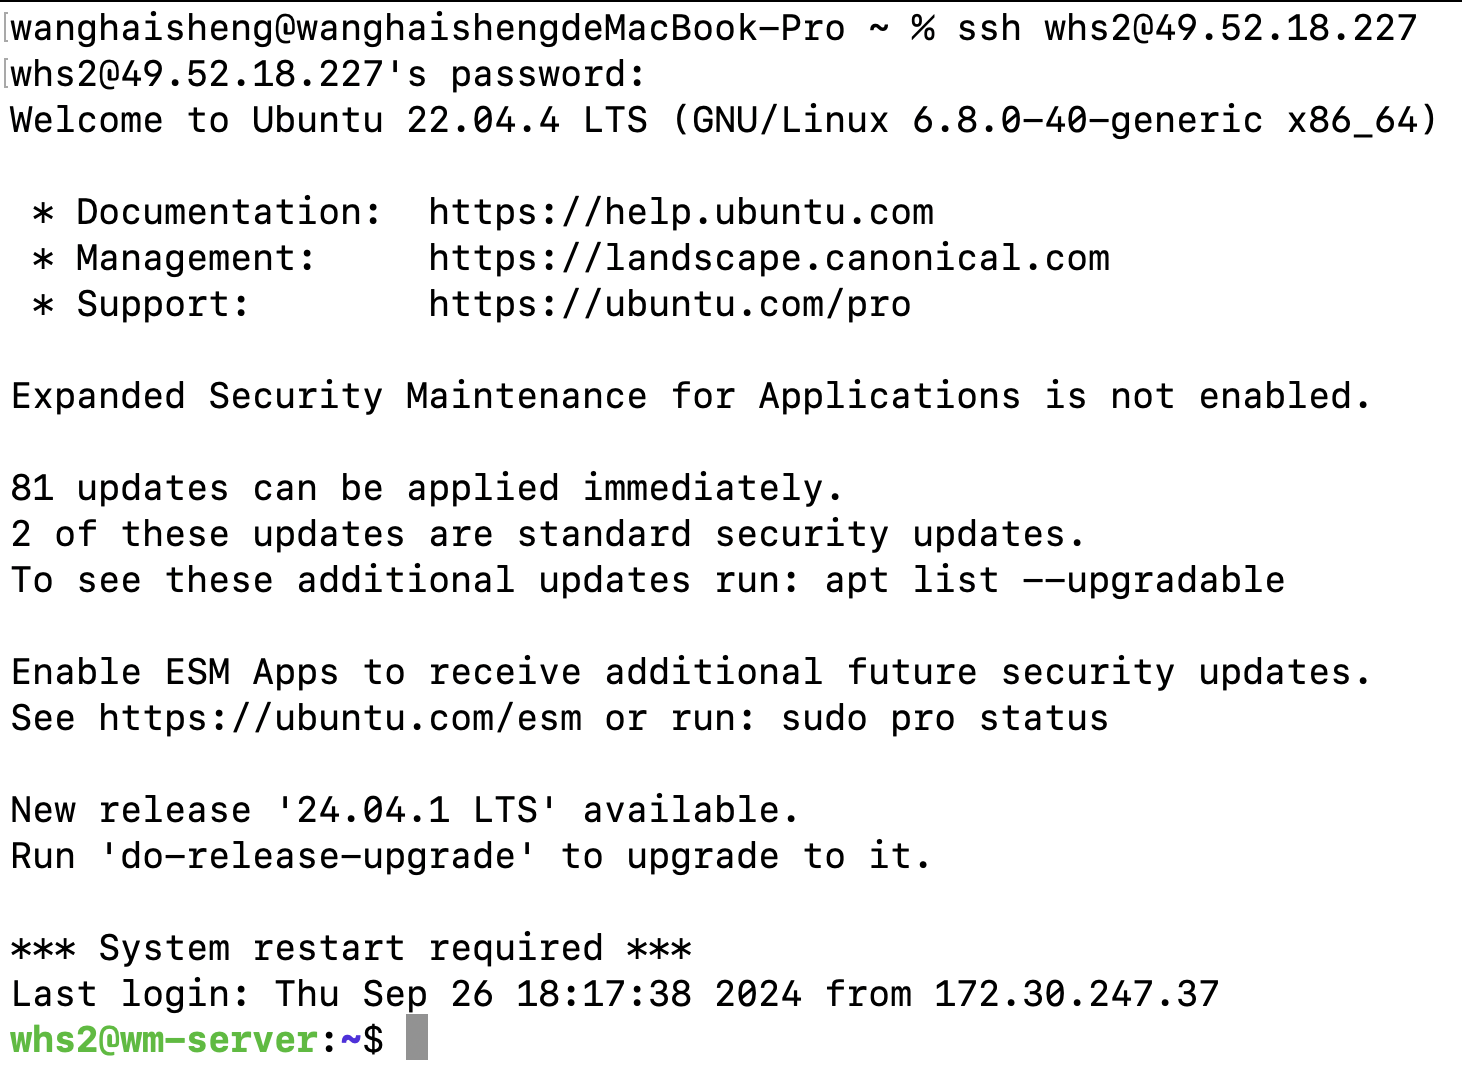 wanghaisheng@wanghaishengdeMacBook-Pro ~ % ssh whs2@49.52.18.227
whs2@49.52.18.227's password:
Welcome to Ubuntu 22.04.4 LTS (GNU/Linux 6.8.0-40-generic x86_64)
* Documentation:  https://help.ubuntu.com
* Management:     https://landscape.canonical.com
* Support:        https://ubuntu.com/pro
Expanded Security Maintenance for Applications is not enabled.
81 updates can be applied immediately.
2 of these updates are standard security updates.
To see these additional updates run: apt list --upgradable
Enable ESM Apps to receive additional future security updates.
See https://ubuntu.com/esm or run: sudo pro status
New release '24.04.1 LTS' available.
Run 'do-release-upgrade' to upgrade to it.
*** System restart required ***
Last login: Thu Sep 26 18:17:38 2024 from 172.30.247.37
whs2@wm-server:~$